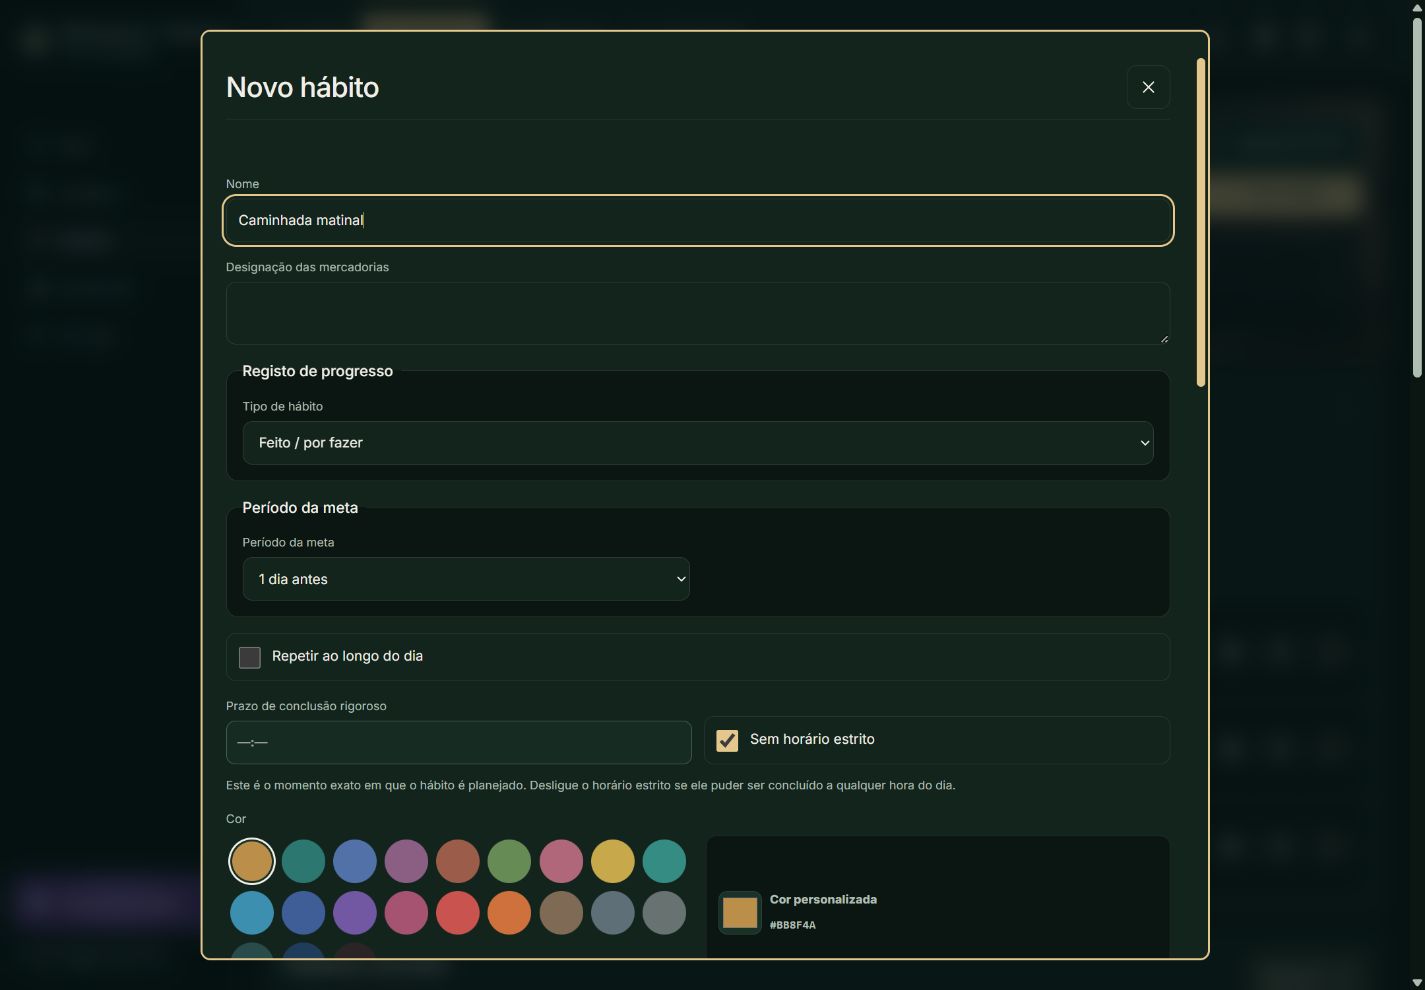 Novo hábito
Nome
Caminhada matinal
Designação das mercadorias
Registo de progresso
Tipo de hábito
Feito / por fazer
Período da meta
Período da meta
1 dia antes
Repetir ao longo do dia
Prazo de conclusão rigoroso
—:—
Sem horário estrito
Este é o momento exato em que o hábito é planejado. Desligue o horário estrito se ele puder ser concluído a qualquer hora do dia.
Cor
Cor personalizada
#BB8F4A